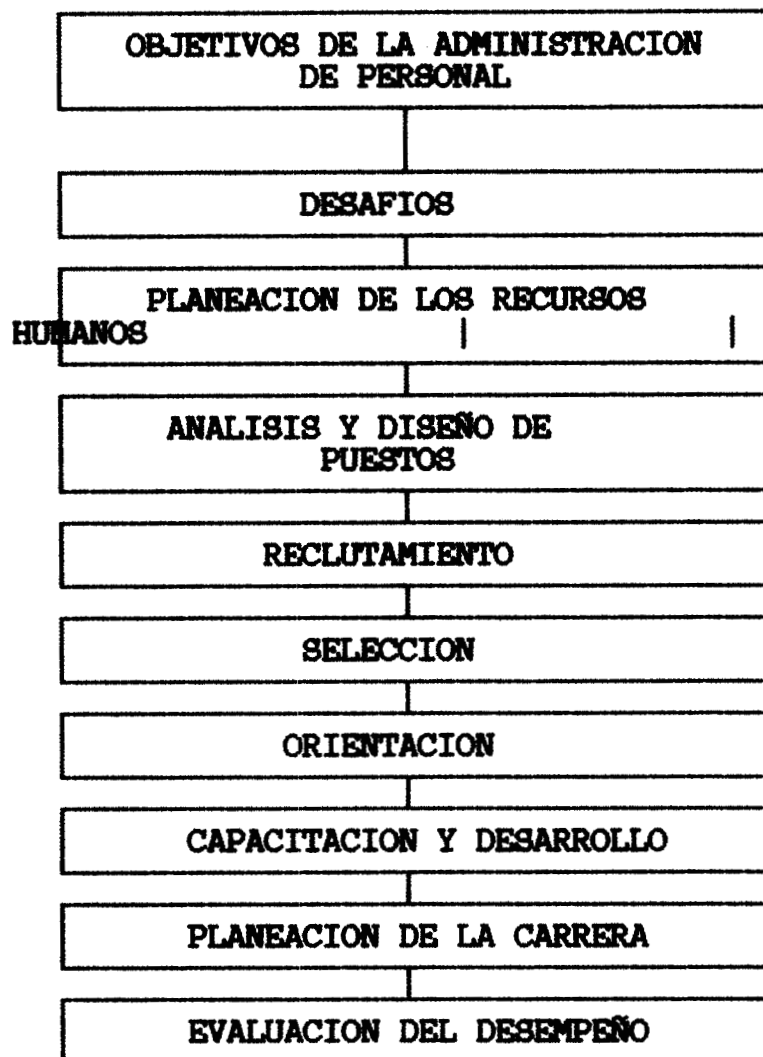 OBJETIVOS DE LA ADMINISTRACION
DE PERSONAL
DESAFIOS
PLANEACION DE LOS RECURSOS
HUMANOS
ANALISIS Y DISEÑO DE
PUESTOS
RECLUTAMIENTO
SELECCION
ORIENTACION
CAPACITACION Y DESARROLLO
PLANEACION DE LA CARRERA
EVALUACION DEL DESEMPEÑO